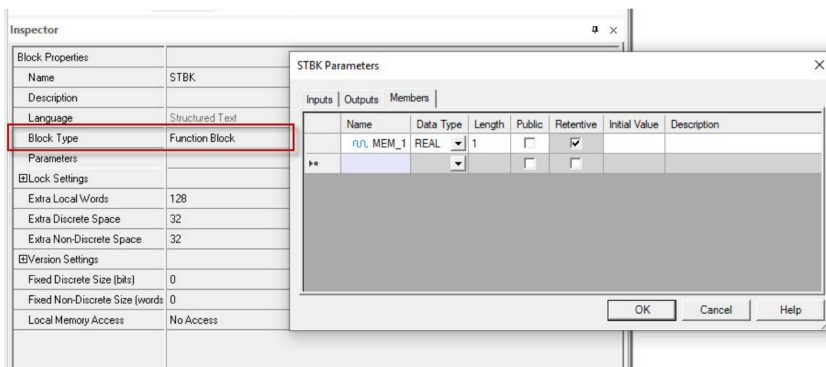 Inspector
Block Properties
Name STBK
Description
Language Structured Text
Block Type Function Block
Parameters
Lock Settings
Extra Local Words 128
Extra Discrete Space 32
Extra Non-Discrete Space 32
Version Settings
Fixed Discrete Size (bits) 0
Fixed Non-Discrete Size (words 0
Local Memory Access No Access
STBK Parameters
Inputs Outputs Members
Name Data Type Length Public Retentive Initial Value Description
MEM_1 REAL 1
OK Cancel Help